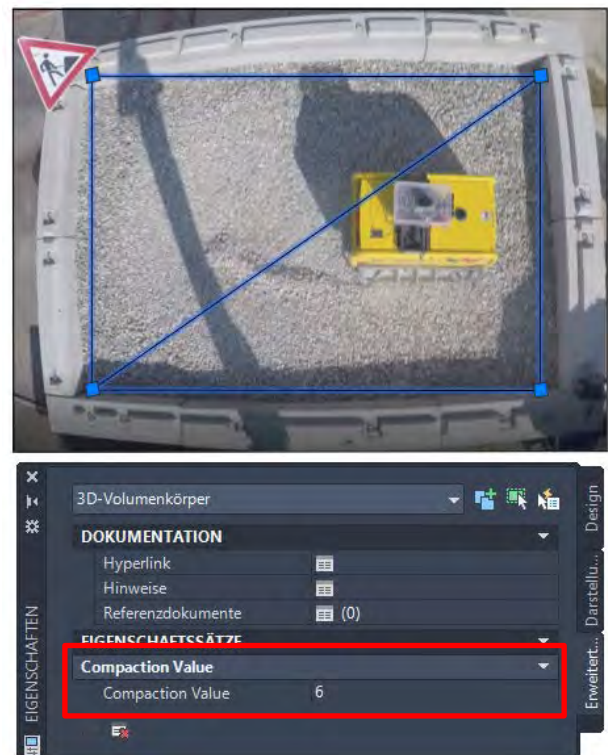 3D-Volumenkörper
DOKUMENTATION
Hyperlink
Hinweise
Referenzdokumente (0)
EIGENSCHAFTSSÄTZE
Compaction Value
Compaction Value 6
EIGENSCHAFTEN
Design
Darstellu...
Erweitert...